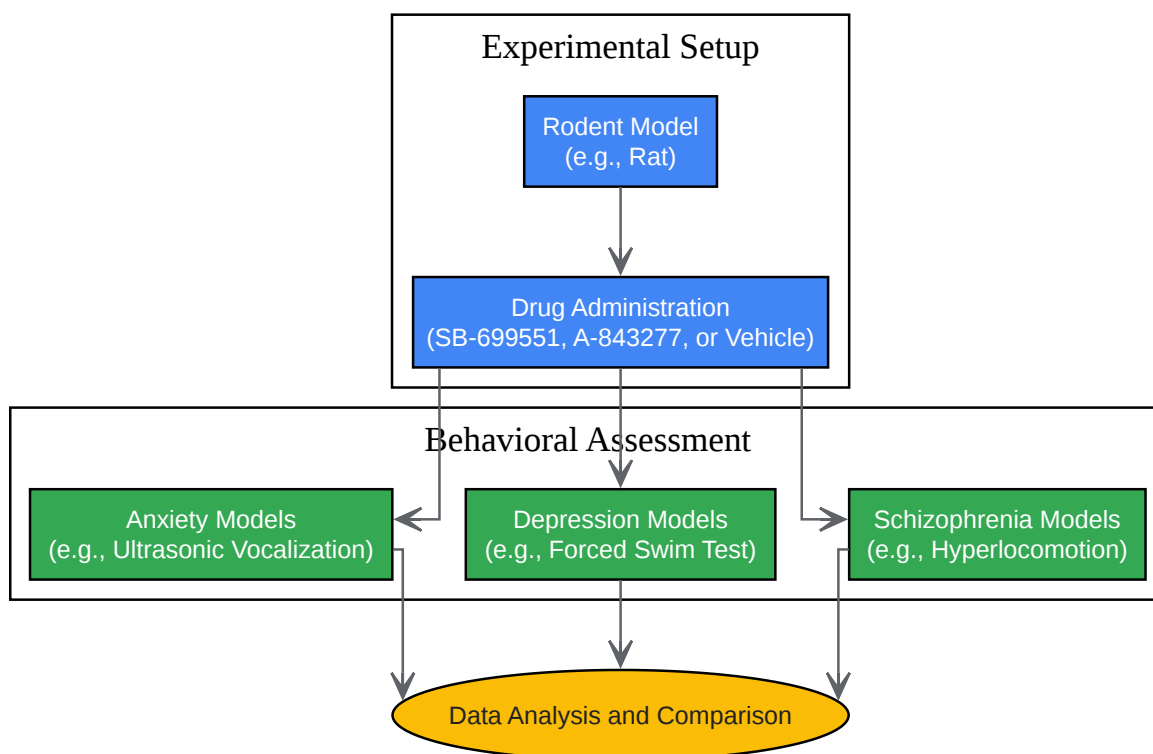 Experimental Setup
Rodent Model
(e.g., Rat)
Drug Administration
(SB-699551, A-843277, or Vehicle)
Behavioral Assessment
Anxiety Models
(e.g., Ultrasonic Vocalization)
Depression Models
(e.g., Forced Swim Test)
Schizophrenia Models
(e.g., Hyperlocomotion)
Data Analysis and Comparison